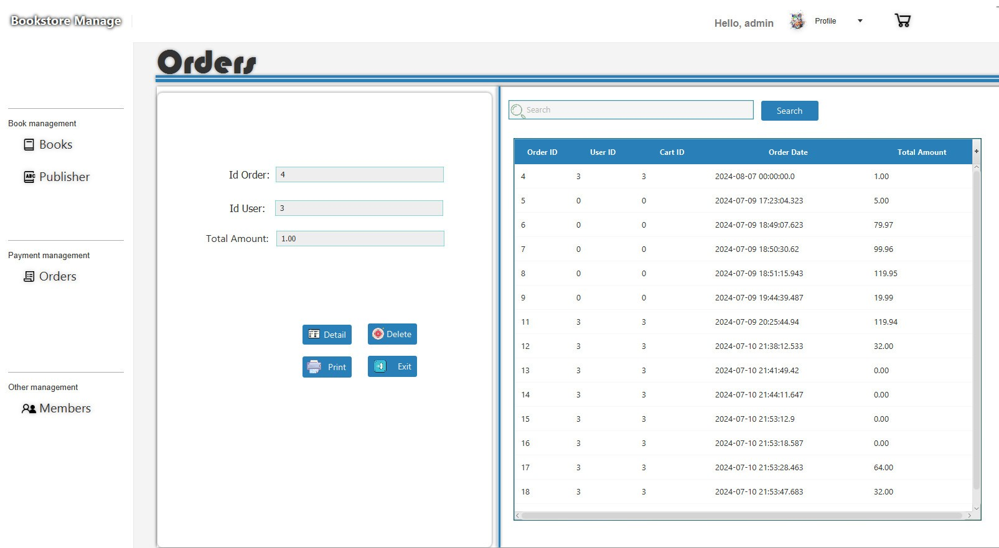 Bookstore Manage
Hello, admin
Profile
Orders
Book management
Books
ABC
Publisher
Payment management
Orders
Other management
Members
Id Order: 4
Id User: 3
Total Amount: 1.00
Detail
Delete
Print
Exit
Search
Search
Order ID User ID Cart ID Order Date Total Amount +
4 3 3 2024-08-07 00:00:00.0 1.00
5 0 0 2024-07-09 17:23:04.323 5.00
6 0 0 2024-07-09 18:49:07.623 79.97
7 0 0 2024-07-09 18:50:30.62 99.96
8 0 0 2024-07-09 18:51:15.943 119.95
9 0 0 2024-07-09 19:44:39.487 19.99
11 3 3 2024-07-09 20:25:44.94 119.94
12 3 3 2024-07-10 21:38:12.533 32.00
13 3 3 2024-07-10 21:41:49.42 0.00
14 3 3 2024-07-10 21:44:11.647 0.00
15 3 3 2024-07-10 21:53:12.9 0.00
16 3 3 2024-07-10 21:53:18.587 0.00
17 3 3 2024-07-10 21:53:28.463 64.00
18 3 3 2024-07-10 21:53:47.683 32.00